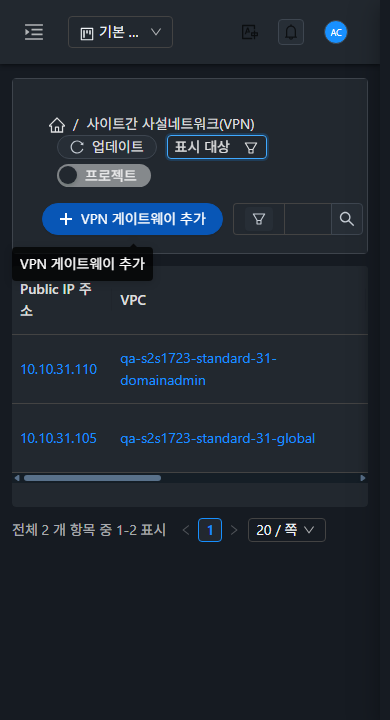 기본 ...
AC
/ 사이트간 사설네트워크(VPN)
업데이트 표시 대상
프로젝트
VPN 게이트웨이 추가
VPN 게이트웨이 추가
Public IP 주소 VPC
10.10.31.110 qa-s2s1723-standard-31-
domainadmin
10.10.31.105 qa-s2s1723-standard-31-global
전체 2 개 항목 중 1-2 표시 1 20 / 쪽